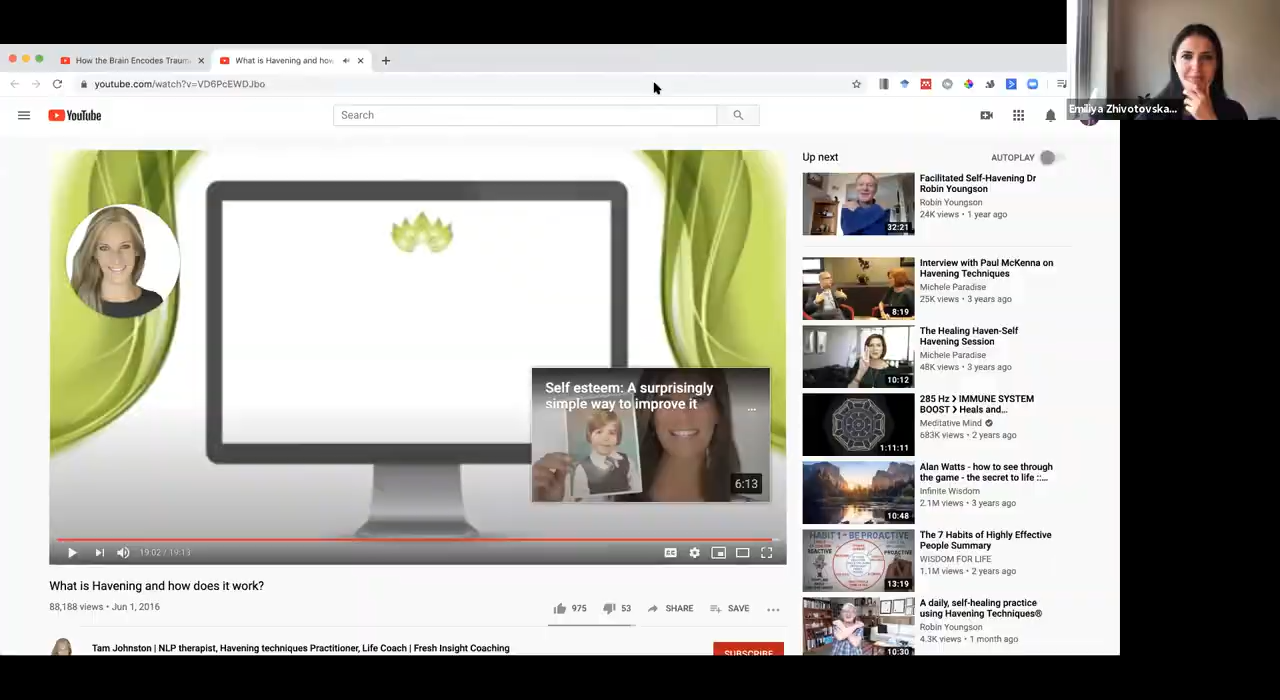 How the Brain Encodes Traum
What is Havening and how
youtube.com/watch?v=VD6PcEWDJbo
Emiliya Zhivotovska...
YouTube
Search
Up next
AUTOPLAY
Facilitated Self-Havening Dr
Robin Youngson
Robin Youngson
24K views • 1 year ago
32:21
Interview with Paul McKenna on
Havening Techniques
Michele Paradise
25K views • 3 years ago
8:19
The Healing Haven-Self
Havening Session
Michele Paradise
48K views • 3 years ago
10:12
285 Hz ❯ IMMUNE SYSTEM
BOOST ❯ Heals and...
Meditative Mind
683K views • 2 years ago
1:11:11
Alan Watts - how to see through
the game - the secret to life ::...
Infinite Wisdom
2.1M views • 3 years ago
10:48
HABIT 1 - BE PROACTIVE
REACTIVE
PROACTIVE
The 7 Habits of Highly Effective
People Summary
WISDOM FOR LIFE
1.1M views • 2 years ago
13:19
A daily, self-healing practice
using Havening Techniques®
Robin Youngson
4.3K views • 1 month ago
10:30
Self esteem: A surprisingly
simple way to improve it
...
6:13
19:02 / 19:13
CC
What is Havening and how does it work?
88,188 views • Jun 1, 2016
975
53
SHARE
SAVE
Tam Johnston | NLP therapist, Havening techniques Practitioner, Life Coach | Fresh Insight Coaching
SUBSCRIBE